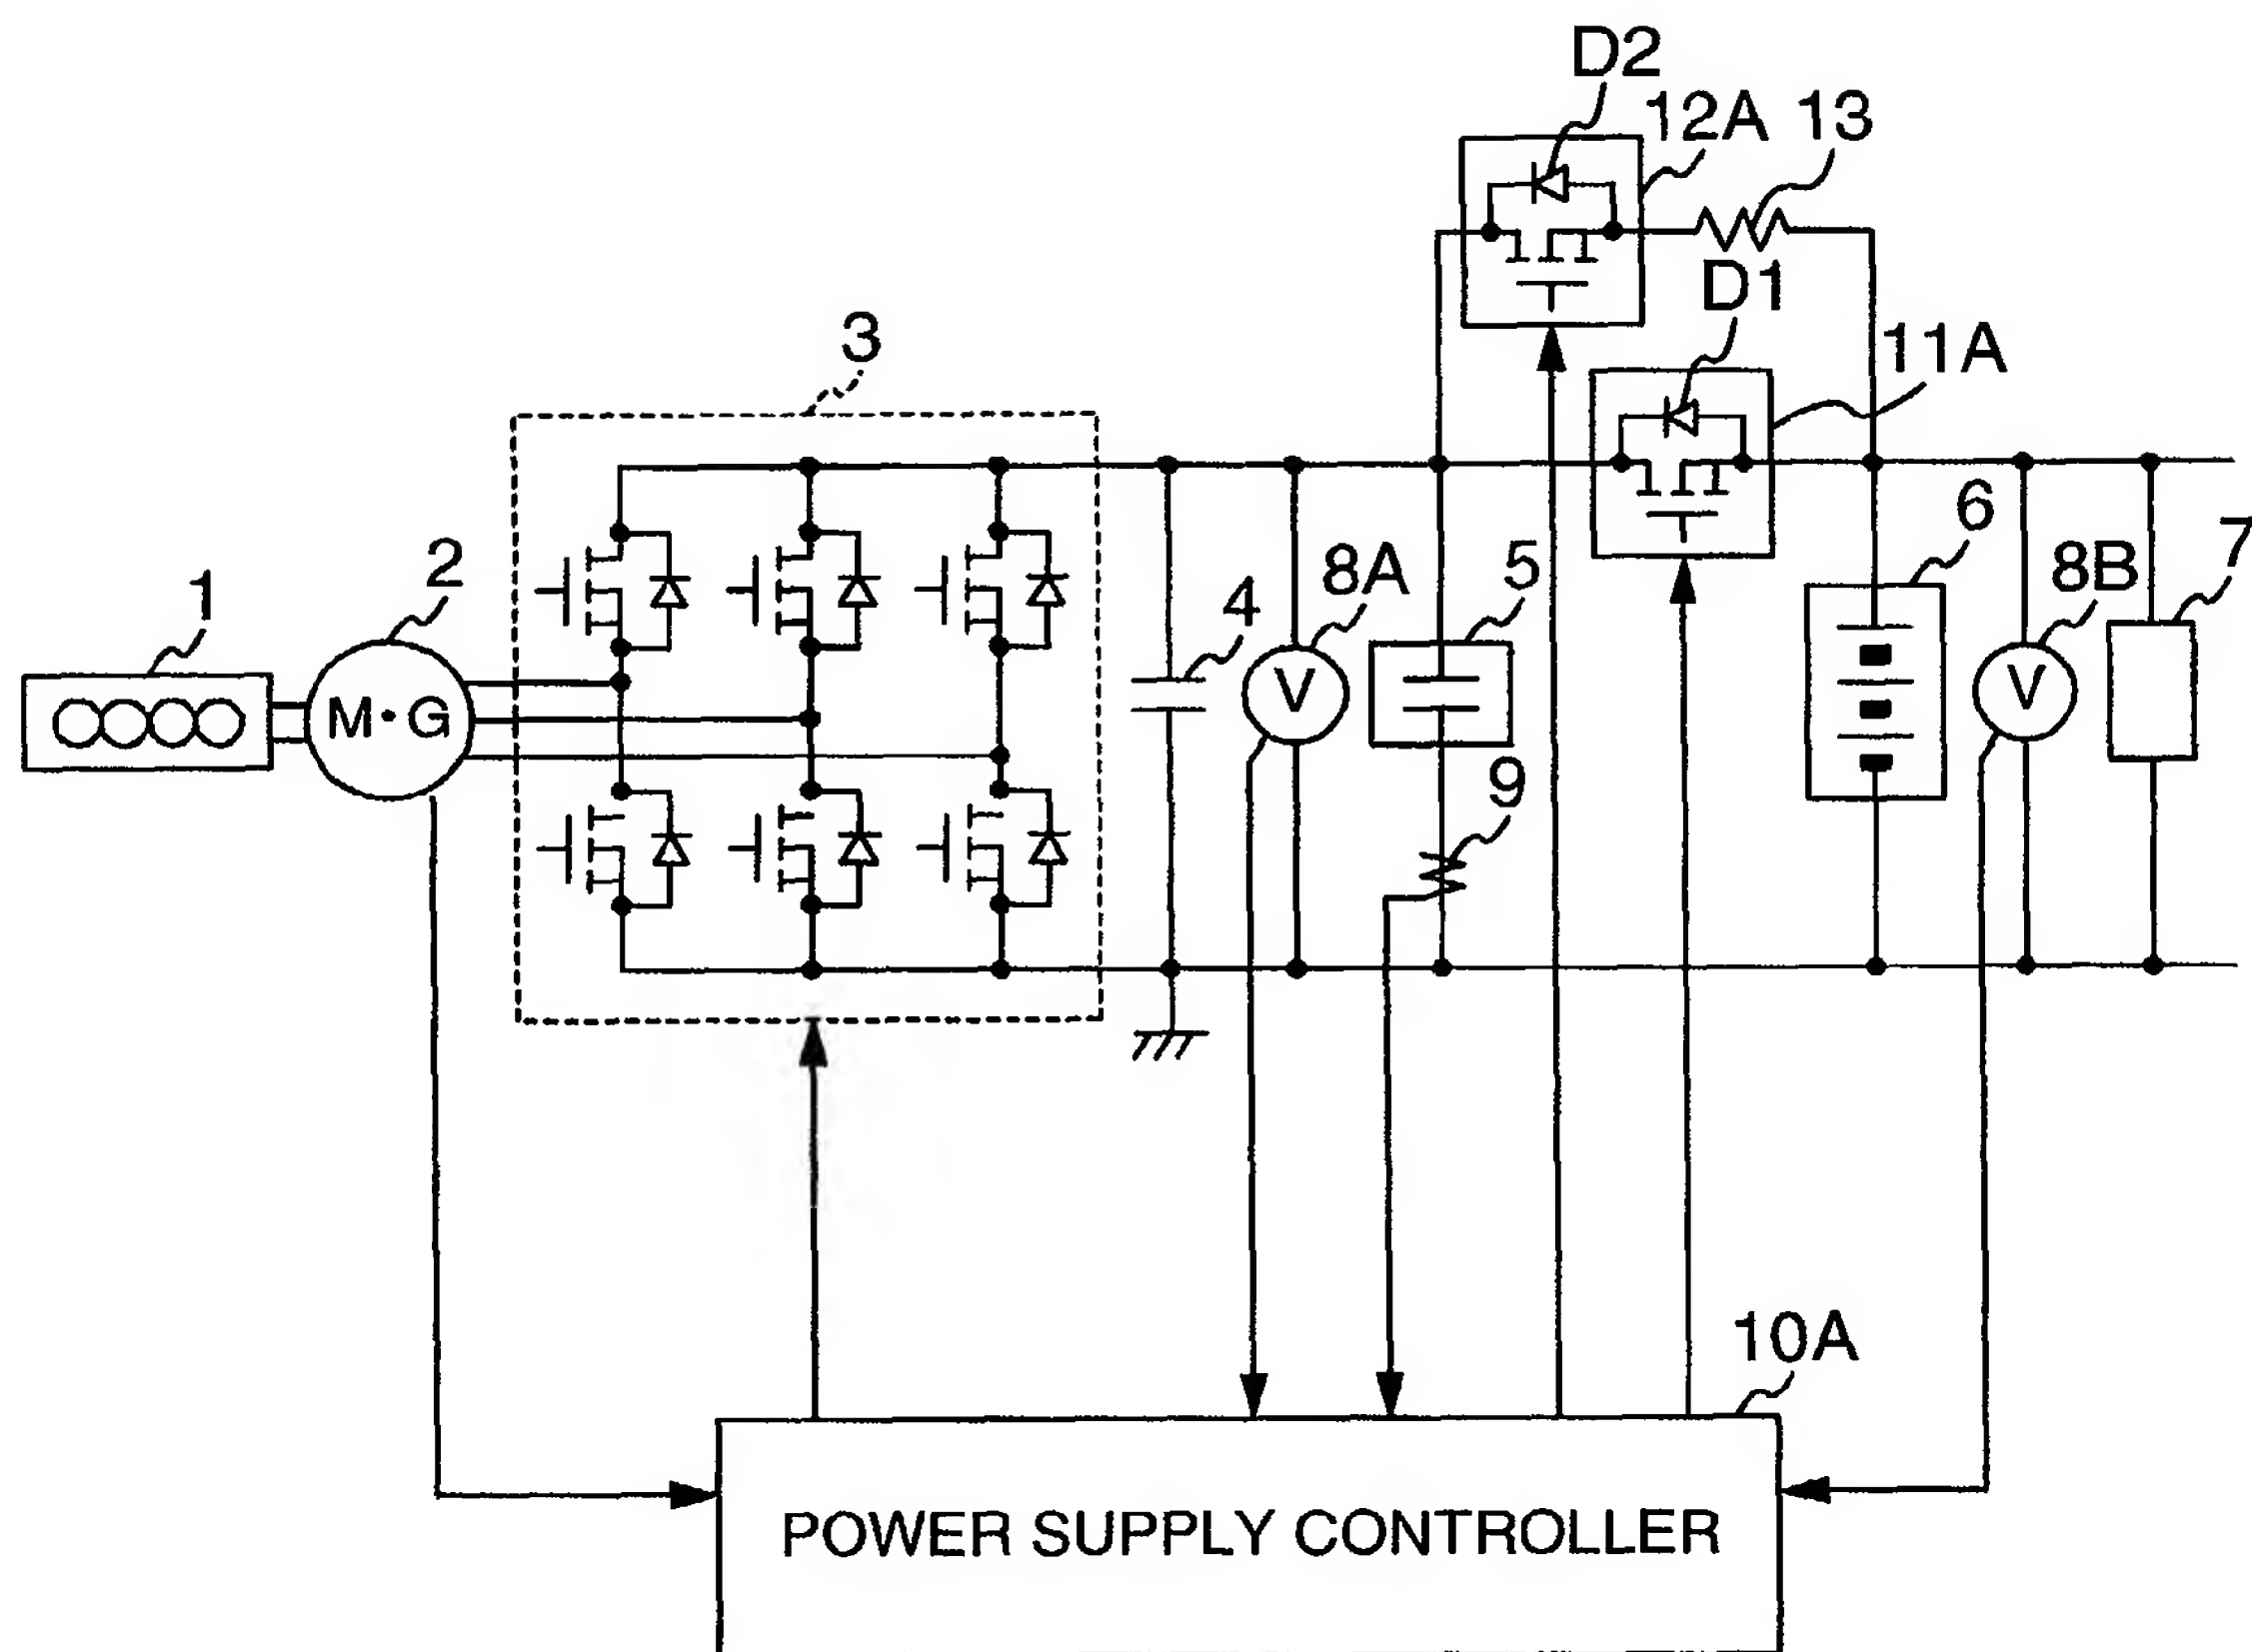 D2
12A 13
D1
3
11A
6
2
8A
5
8B
7
1
4
M·G
V
V
9
10A
POWER SUPPLY CONTROLLER